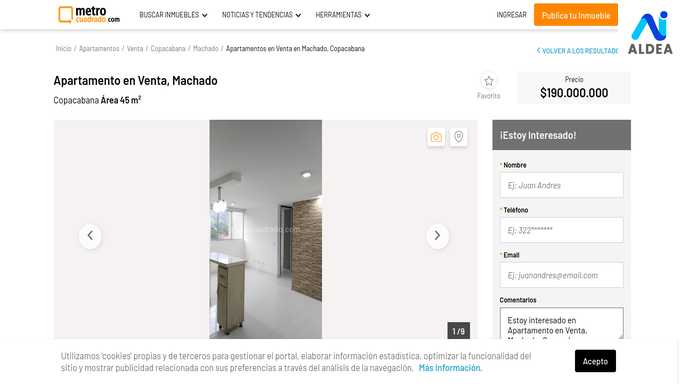 metro
cuadrado.com
BUSCAR INMUEBLES
NOTICIAS Y TENDENCIAS
HERRAMIENTAS
INGRESAR
Publica tu Inmueble
ALDEA
Inicio / Apartamentos / Venta / Copacabana / Machado / Apartamentos en Venta en Machado, Copacabana
VOLVER A LOS RESULTADO
Apartamento en Venta, Machado
Copacabana Área 45 m²
Favorito
Precio
$190.000.000
¡Estoy Interesado!
* Nombre
Ej: Juan Andres
* Teléfono
Ej: 322*******
* Email
Ej: juanandres@email.com
Comentarios
Estoy interesado en
Apartamento en Venta,
1 / 9
Utilizamos 'cookies' propias y de terceros para gestionar el portal, elaborar información estadística, optimizar la funcionalidad del
sitio y mostrar publicidad relacionada con sus preferencias a través del análisis de la navegación. Más información.
Acepto